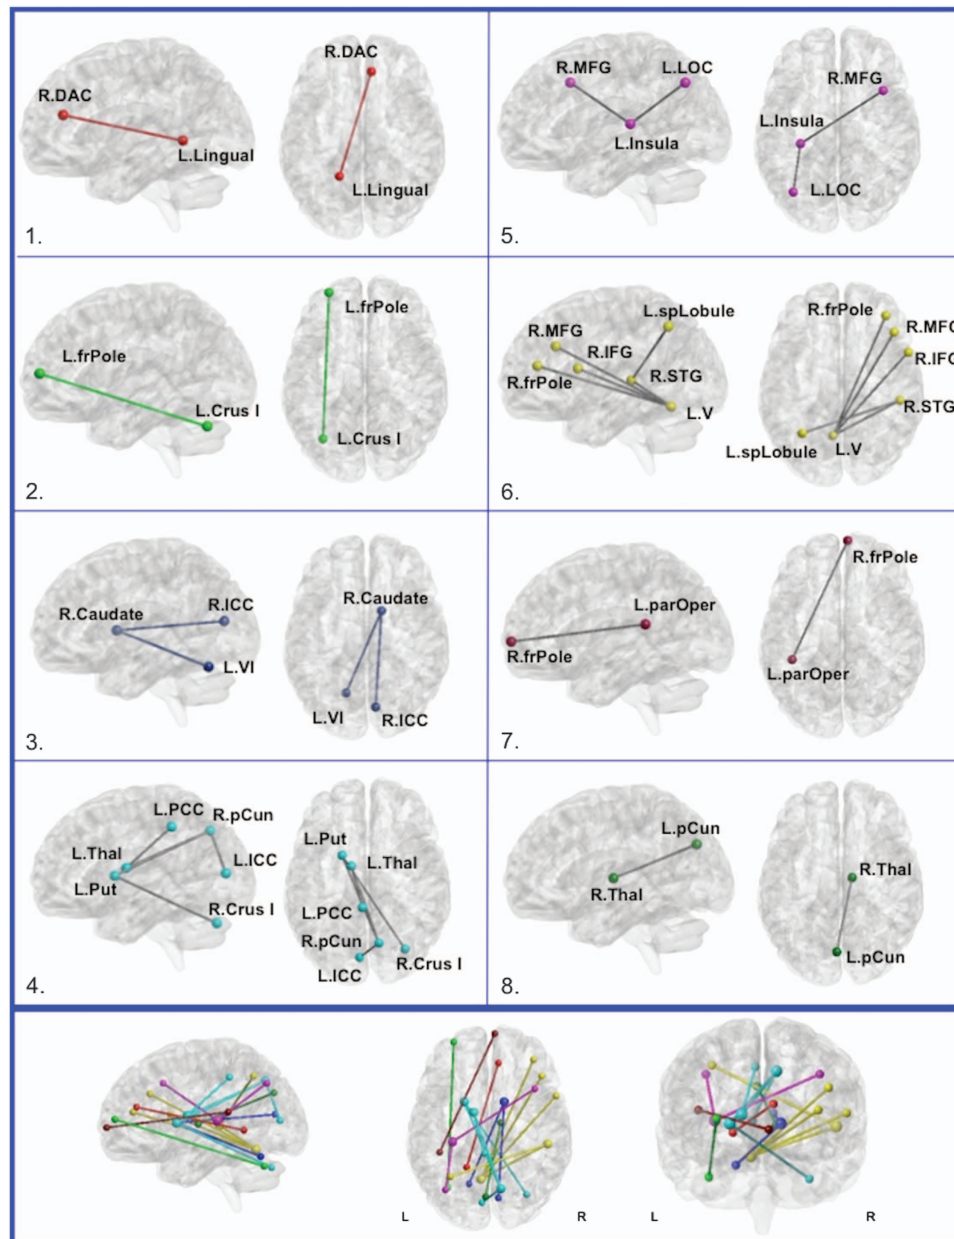 R.DAC
R.DAC
L.Lingual
L.Lingual
1.
R.MFG
L.LOC
R.MFG
L.Insula
L.Insula
L.LOC
5.
L.frPole
L.frPole
L.Crus I
L.Crus I
2.
L.spLobule
R.frPole
R.MFG
R.MFG
R.IFG
R.IFG
R.frPole
R.STG
R.STG
L.V
L.spLobule
L.V
6.
R.Caudate
R.ICC
R.Caudate
L.VI
L.VI
R.ICC
3.
R.frPole
L.parOper
R.frPole
L.parOper
7.
L.PCC
R.pCun
L.Put
L.Thal
L.ICC
L.Thal
L.Put
R.Crus I
L.PCC
R.pCun
L.ICC
R.Crus I
4.
L.pCun
R.Thal
R.Thal
L.pCun
8.
L
R
L
R